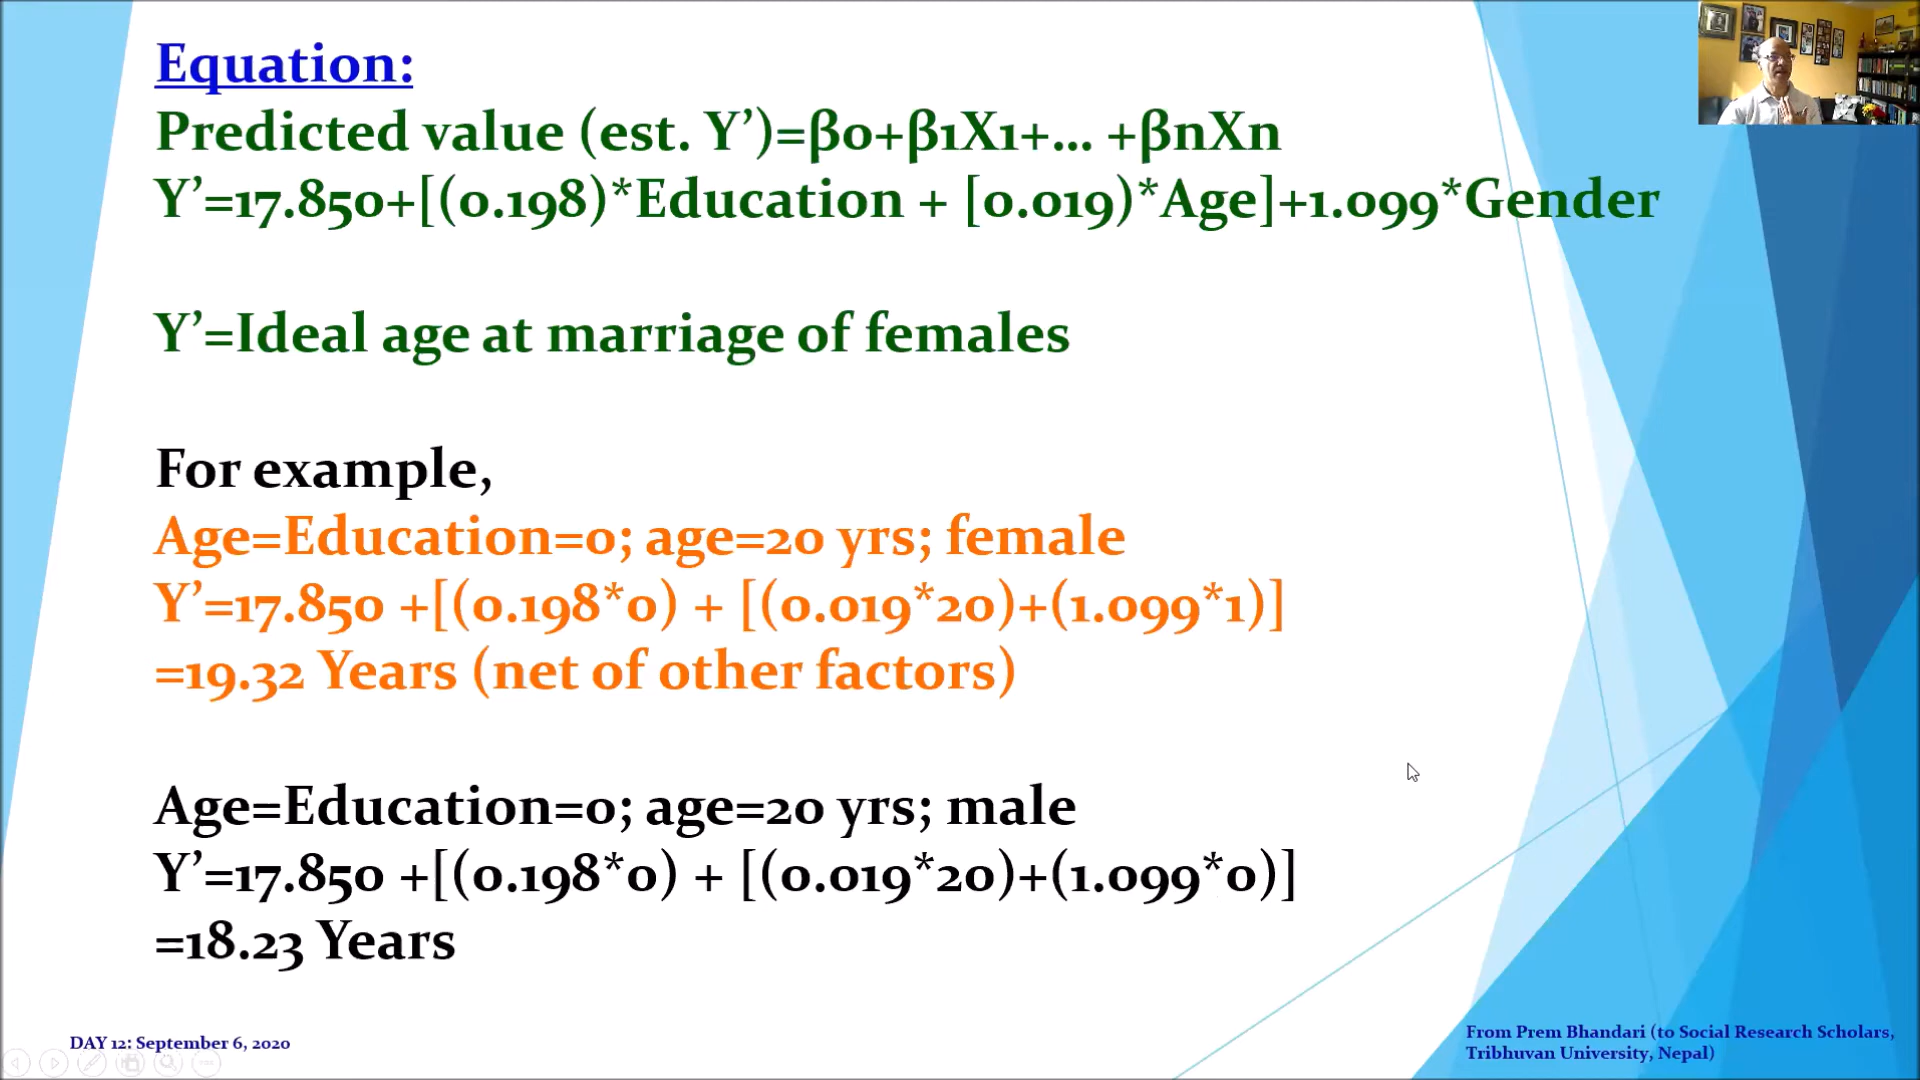 Equation:
Predicted value (est. Y’)=β0+β1X1+... +βnXn
Y’=17.850+[(0.198)*Education + [0.019)*Age]+1.099*Gender
Y’=Ideal age at marriage of females
For example,
Age=Education=0; age=20 yrs; female
Y’=17.850 +[(0.198*0) + [(0.019*20)+(1.099*1)]
=19.32 Years (net of other factors)
Age=Education=0; age=20 yrs; male
Y’=17.850 +[(0.198*0) + [(0.019*20)+(1.099*0)]
=18.23 Years
DAY 12: September 6, 2020
From Prem Bhandari (to Social Research Scholars,
Tribhuvan University, Nepal)